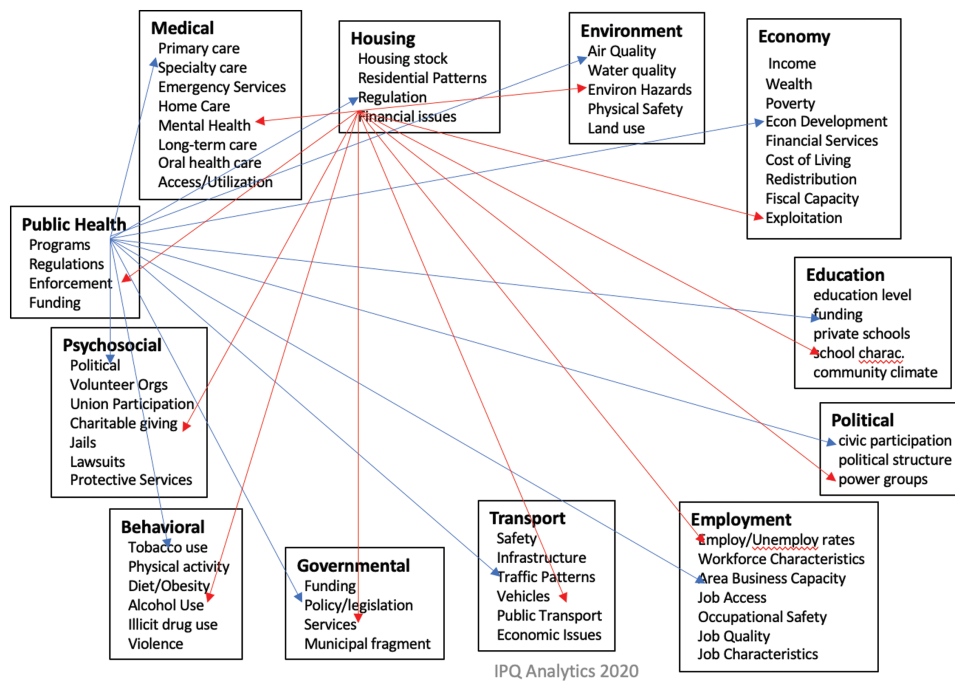 Medical
Primary care
Specialty care
Emergency Services
Home Care
Mental Health
Long-term care
Oral health care
Access/Utilization
Housing
Housing stock
Residential Patterns
Regulation
Financial issues
Environment
Air Quality
Water quality
Environ Hazards
Physical Safety
Land use
Economy
Income
Wealth
Poverty
Econ Development
Financial Services
Cost of Living
Redistribution
Fiscal Capacity
Exploitation
Public Health
Programs
Regulations
Enforcement
Funding
Education
education level
funding
private schools
school charac.
community climate
Psychosocial
Political
Volunteer Orgs
Union Participation
Charitable giving
Jails
Lawsuits
Protective Services
Political
civic participation
political structure
power groups
Behavioral
Tobacco use
Physical activity
Diet/Obesity
Alcohol Use
Illicit drug use
Violence
Governmental
Funding
Policy/legislation
Services
Municipal fragment
Transport
Safety
Infrastructure
Traffic Patterns
Vehicles
Public Transport
Economic Issues
Employment
Employ/Unemploy rates
Workforce Characteristics
Area Business Capacity
Job Access
Occupational Safety
Job Quality
Job Characteristics
IPQ Analytics 2020